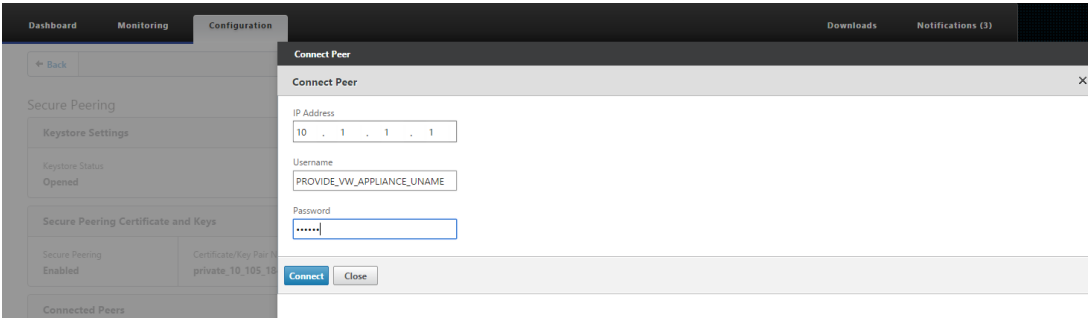 Dashboard Monitoring Configuration Downloads Notifications (3)
Connect Peer
← Back
Connect Peer
×
Secure Peering
IP Address
10 . 1 . 1 . 1
Keystore Settings
Username
Keystore Status
PROVIDE_VW_APPLIANCE_UNAME
Opened
Password
••••••
Secure Peering Certificate and Keys
Secure Peering Certificate/Key Pair N
Enabled private_10_105_18
Connect Close
Connected Peers